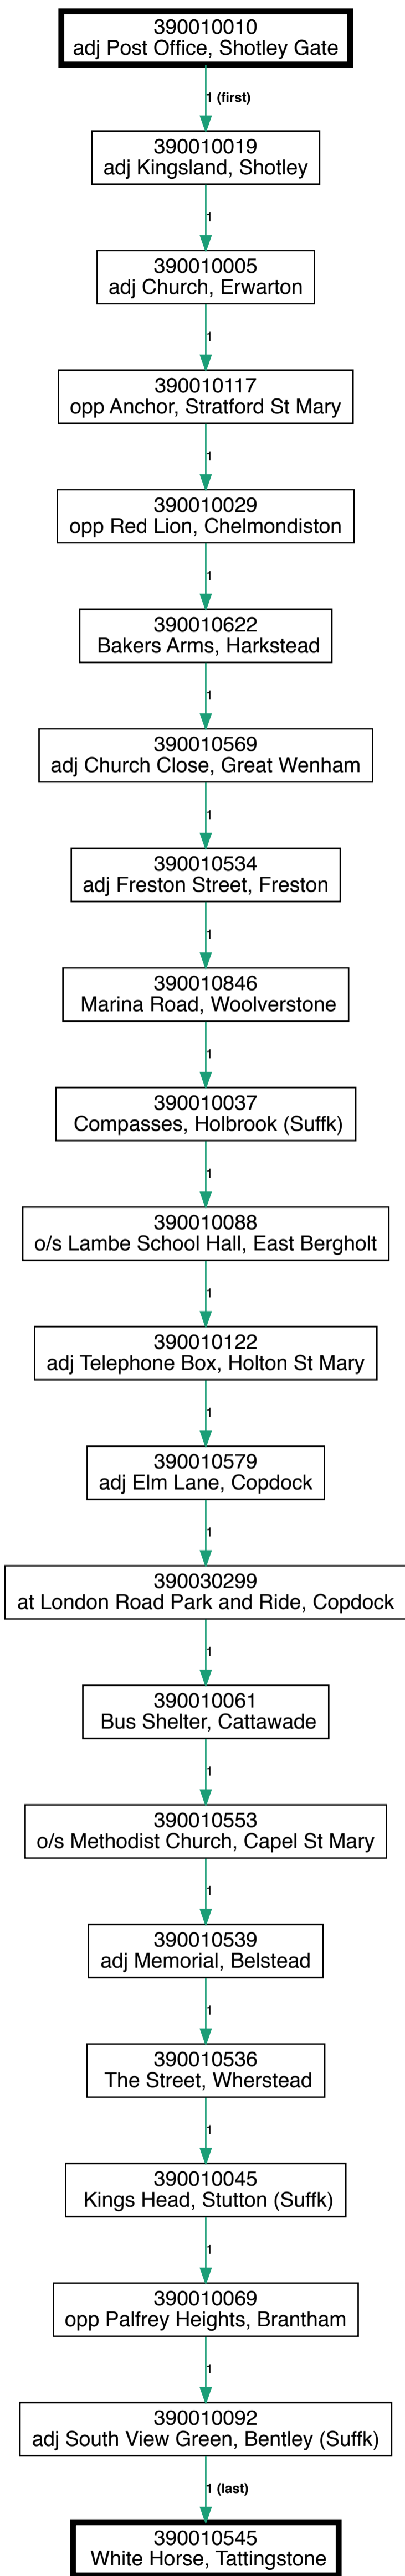 390010010
adj Post Office, Shotley Gate
1 (first)
390010019
adj Kingsland, Shotley
1
390010005
adj Church, Erwarton
1
390010117
opp Anchor, Stratford St Mary
1
390010029
opp Red Lion, Chelmondiston
1
390010622
Bakers Arms, Harkstead
1
390010569
adj Church Close, Great Wenham
1
390010534
adj Freston Street, Freston
1
390010846
Marina Road, Woolverstone
1
390010037
Compasses, Holbrook (Suffk)
1
390010088
o/s Lambe School Hall, East Bergholt
1
390010122
adj Telephone Box, Holton St Mary
1
390010579
adj Elm Lane, Copdock
1
390030299
at London Road Park and Ride, Copdock
1
390010061
Bus Shelter, Cattawade
1
390010553
o/s Methodist Church, Capel St Mary
1
390010539
adj Memorial, Belstead
1
390010536
The Street, Wherstead
1
390010045
Kings Head, Stutton (Suffk)
1
390010069
opp Palfrey Heights, Brantham
1
390010092
adj South View Green, Bentley (Suffk)
1 (last)
390010545
White Horse, Tattingstone